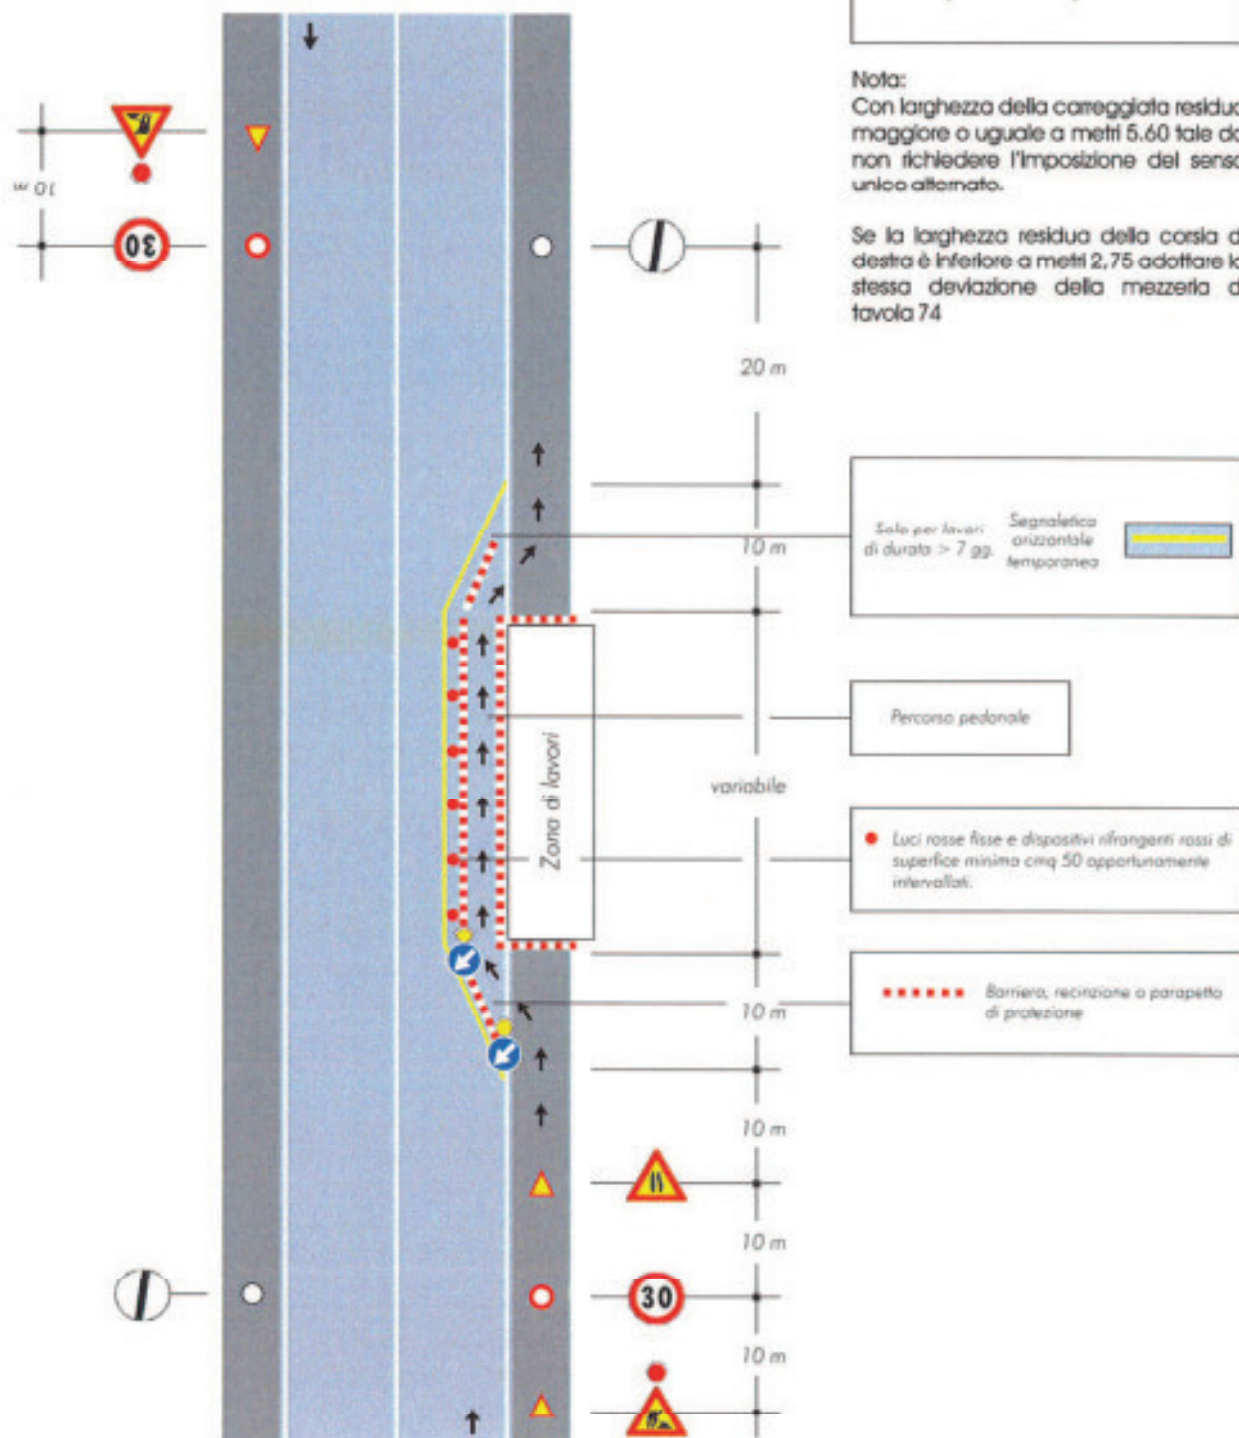 Nota:
Con larghezza della carreggiata residua
maggiore o uguale a metri 5.60 tale da
non richiedere l'imposizione del senso
unico alternato.
Se la larghezza residua della corsia d
destra è inferiore a metri 2,75 adottare la
stessa deviazione della mezzeria d
tavola 74
10 m
30
20 m
10 m
Solo per lavori
di durata > 7 gg.
Segnaletica
orizzontale
temporanea
Percorso pedonale
Zona di lavori
variabile
Luci rosse fisse e dispositivi rifrangenti rossi di
superfice minima cmq 50 opportunamente
intervallati.
10 m
Barriera, recinzione o parapetto
di protezione
10 m
10 m
30
10 m